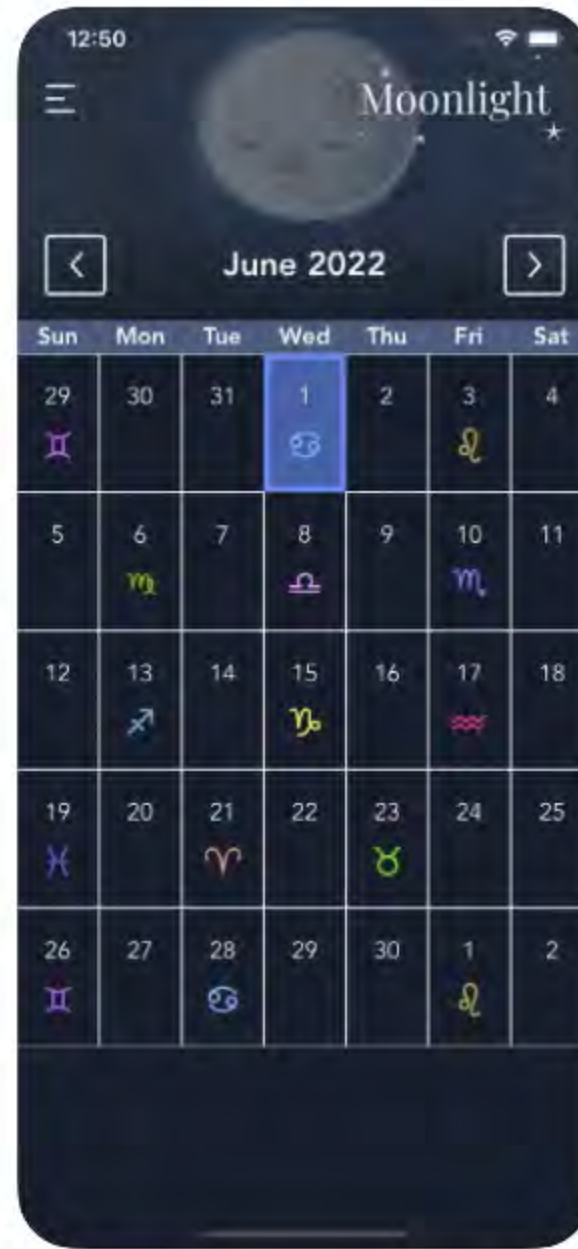 12:50
Moonlight
June 2022
Sun Mon Tue Wed Thu Fri Sat
29 30 31 1 2 3 4
♊ ♋ ♌
5 6 7 8 9 10 11
♍ ♎ ♏
12 13 14 15 16 17 18
♐ ♑ ♒
19 20 21 22 23 24 25
♓ ♈ ♉
26 27 28 29 30 1 2
♊ ♋ ♌